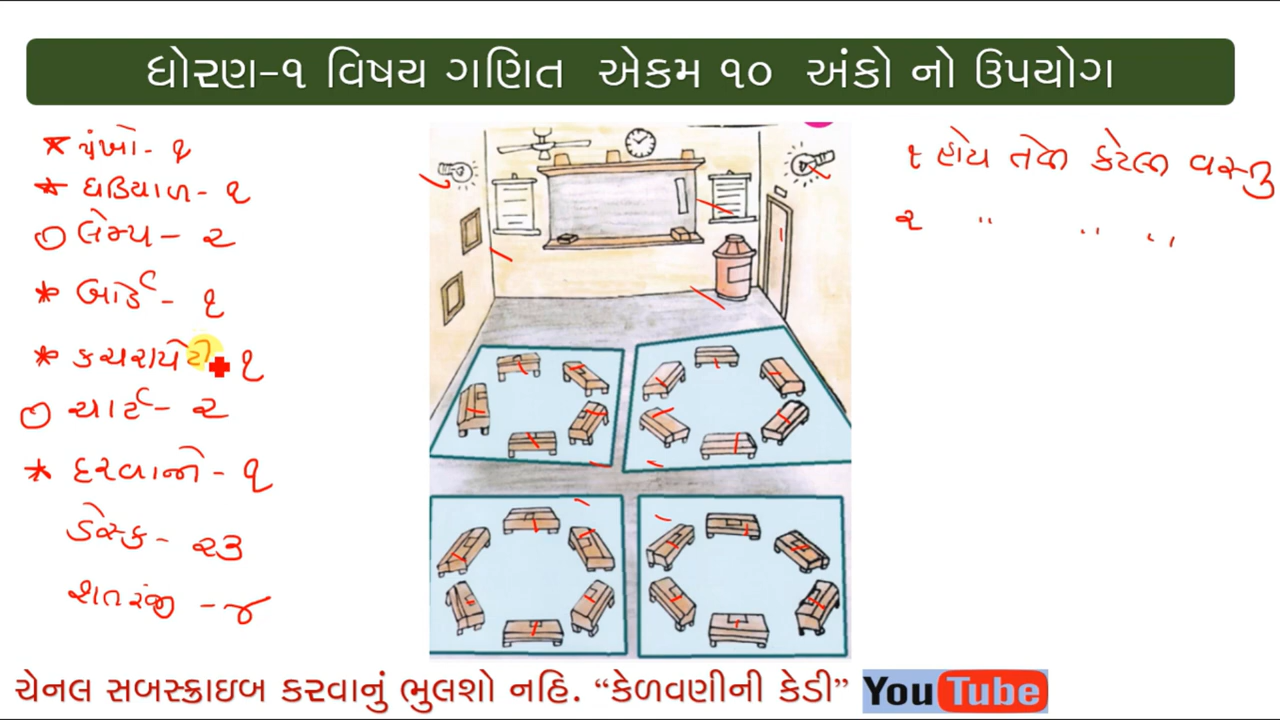 ધોરણ-૧ વિષય ગણિત એકમ ૧૦ અંકો નો ઉપયોગ
પંખો - ૧
ઘડિયાળ - ૧
લેમ્પ - ૨
બોર્ડ - ૧
કચરાપેટી - ૧
ચાર્ટ - ૨
દરવાજો - ૧
ડેસ્ક - ૨૩
શતરંજી - ૪
૧ હોય તેવી કેટલી વસ્તુ
૨ " " "
ચેનલ સબસ્ક્રાઇબ કરવાનું ભુલશો નહિ. “કેળવણીની કેડી” YouTube